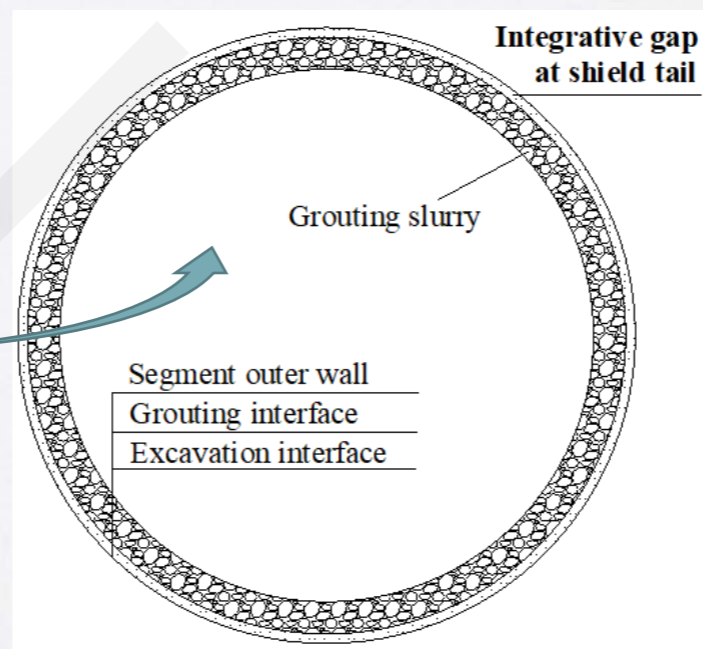 Integrative gap
at shield tail
Grouting slurry
Segment outer wall
Grouting interface
Excavation interface